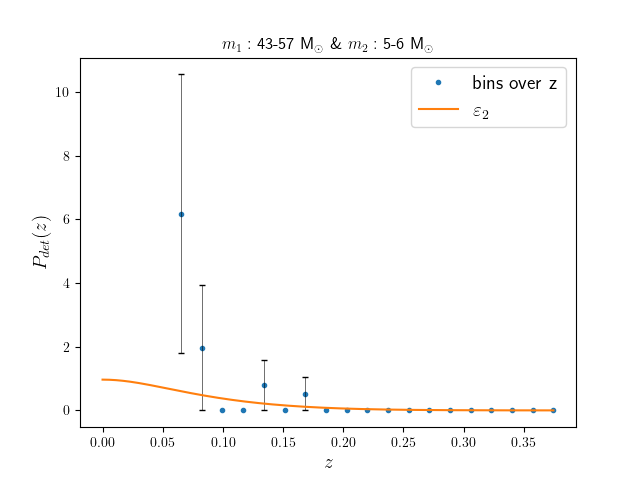 m₁ : 43-57 M⊙ & m₂ : 5-6 M⊙
bins over z
ε₂
P_det(z)
10
8
6
4
2
0
0.00 0.05 0.10 0.15 0.20 0.25 0.30 0.35
z